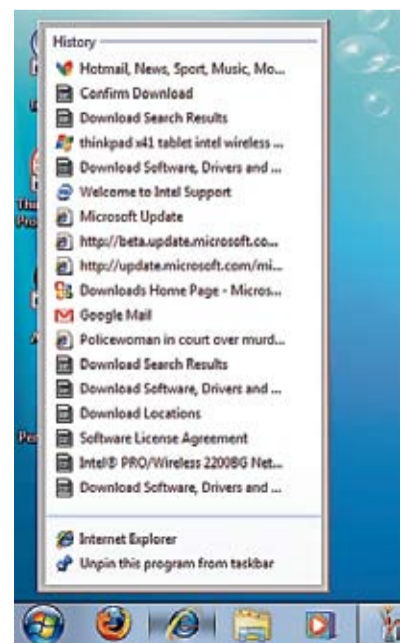 History
Hotmail, News, Sport, Music, Mo...
Confirm Download
Download Search Results
thinkpad x41 tablet intel wireless ...
Download Software, Drivers and ...
Welcome to Intel Support
Microsoft Update
http://beta.update.microsoft.co...
http://update.microsoft.com/mi...
Downloads Home Page - Micros...
Google Mail
Policewoman in court over murd...
Download Search Results
Download Software, Drivers and ...
Download Locations
Software License Agreement
Intel® PRO/Wireless 2200BG Net...
Download Software, Drivers and ...
Internet Explorer
Unpin this program from taskbar